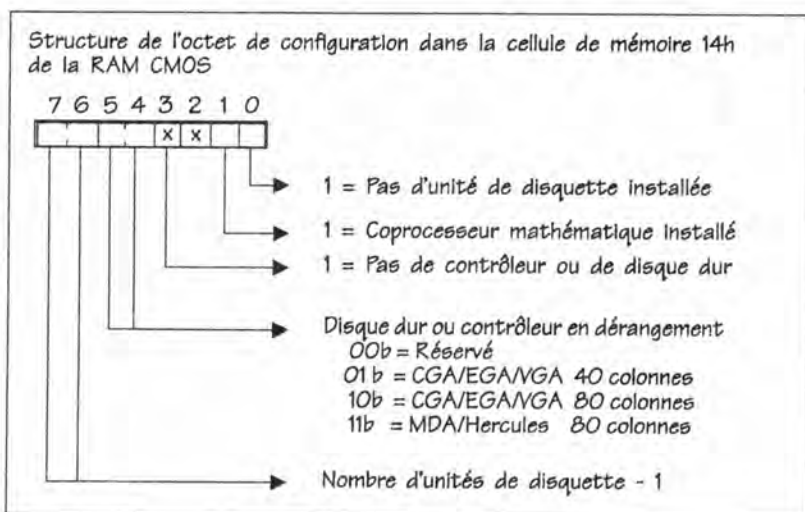 Structure de l'octet de configuration dans la cellule de mémoire 14h
de la RAM CMOS
7 6 5 4 3 2 1 0
x x
1 = Pas d'unité de disquette installée
1 = Coprocesseur mathématique installé
1 = Pas de contrôleur ou de disque dur
Disque dur ou contrôleur en dérangement
00b = Réservé
01b = CGA/EGA/VGA 40 colonnes
10b = CGA/EGA/VGA 80 colonnes
11b = MDA/Hercules 80 colonnes
Nombre d'unités de disquette - 1